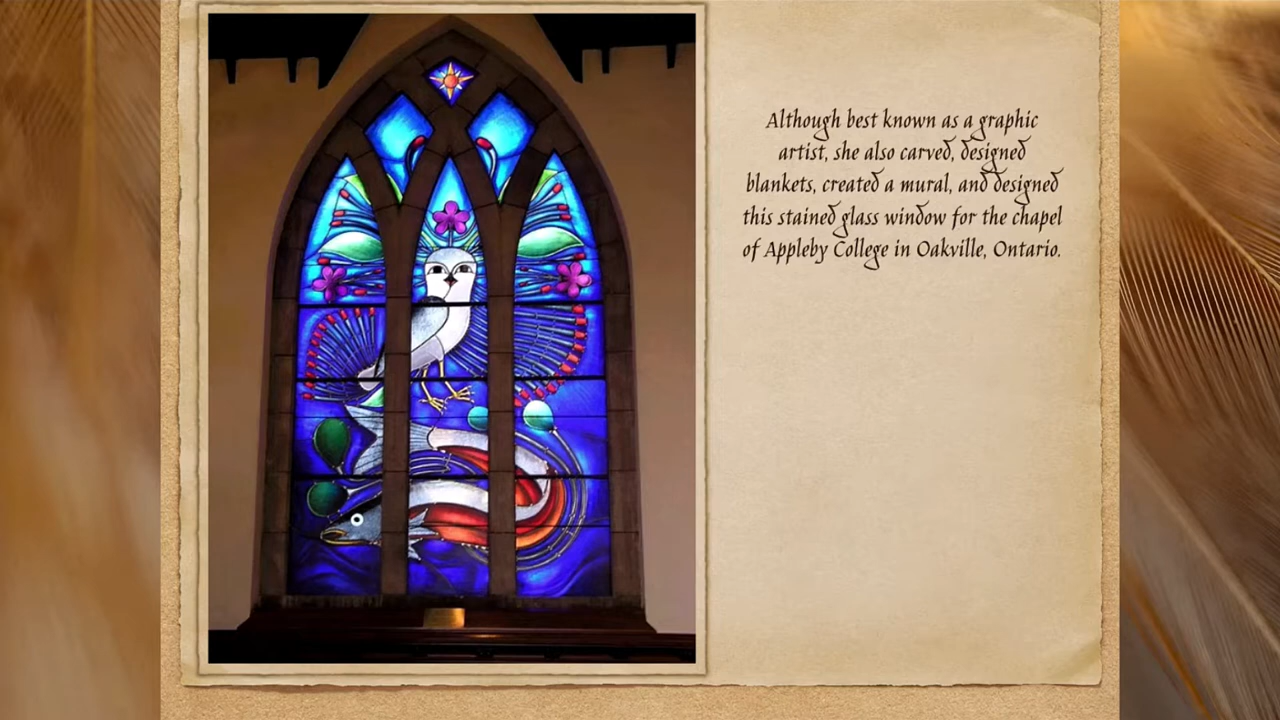 Although best known as a graphic
artist, she also carved, designed
blankets, created a mural, and designed
this stained glass window for the chapel
of Appleby College in Oakville, Ontario.